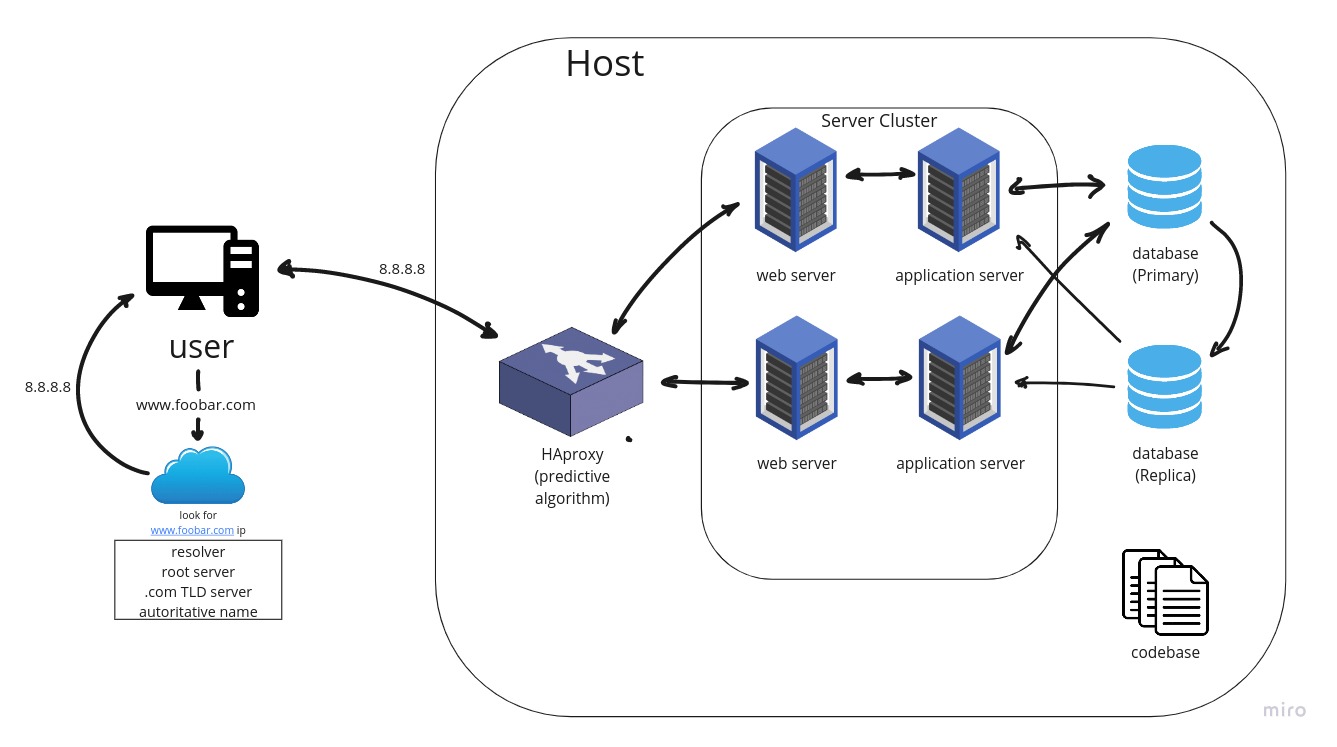 Host
Server Cluster
web server
application server
database
(Primary)
8.8.8.8
user
8.8.8.8
www.foobar.com
look for
www.foobar.com ip
resolver
root server
.com TLD server
autoritative name
HAproxy
(predictive
algorithm)
web server
application server
database
(Replica)
codebase
miro